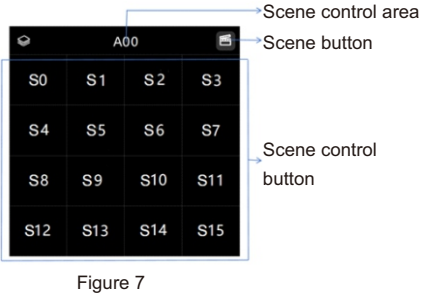 Scene control area
A00
Scene button
S0 S1 S2 S3
S4 S5 S6 S7
Scene control
button
S8 S9 S10 S11
S12 S13 S14 S15
Figure 7